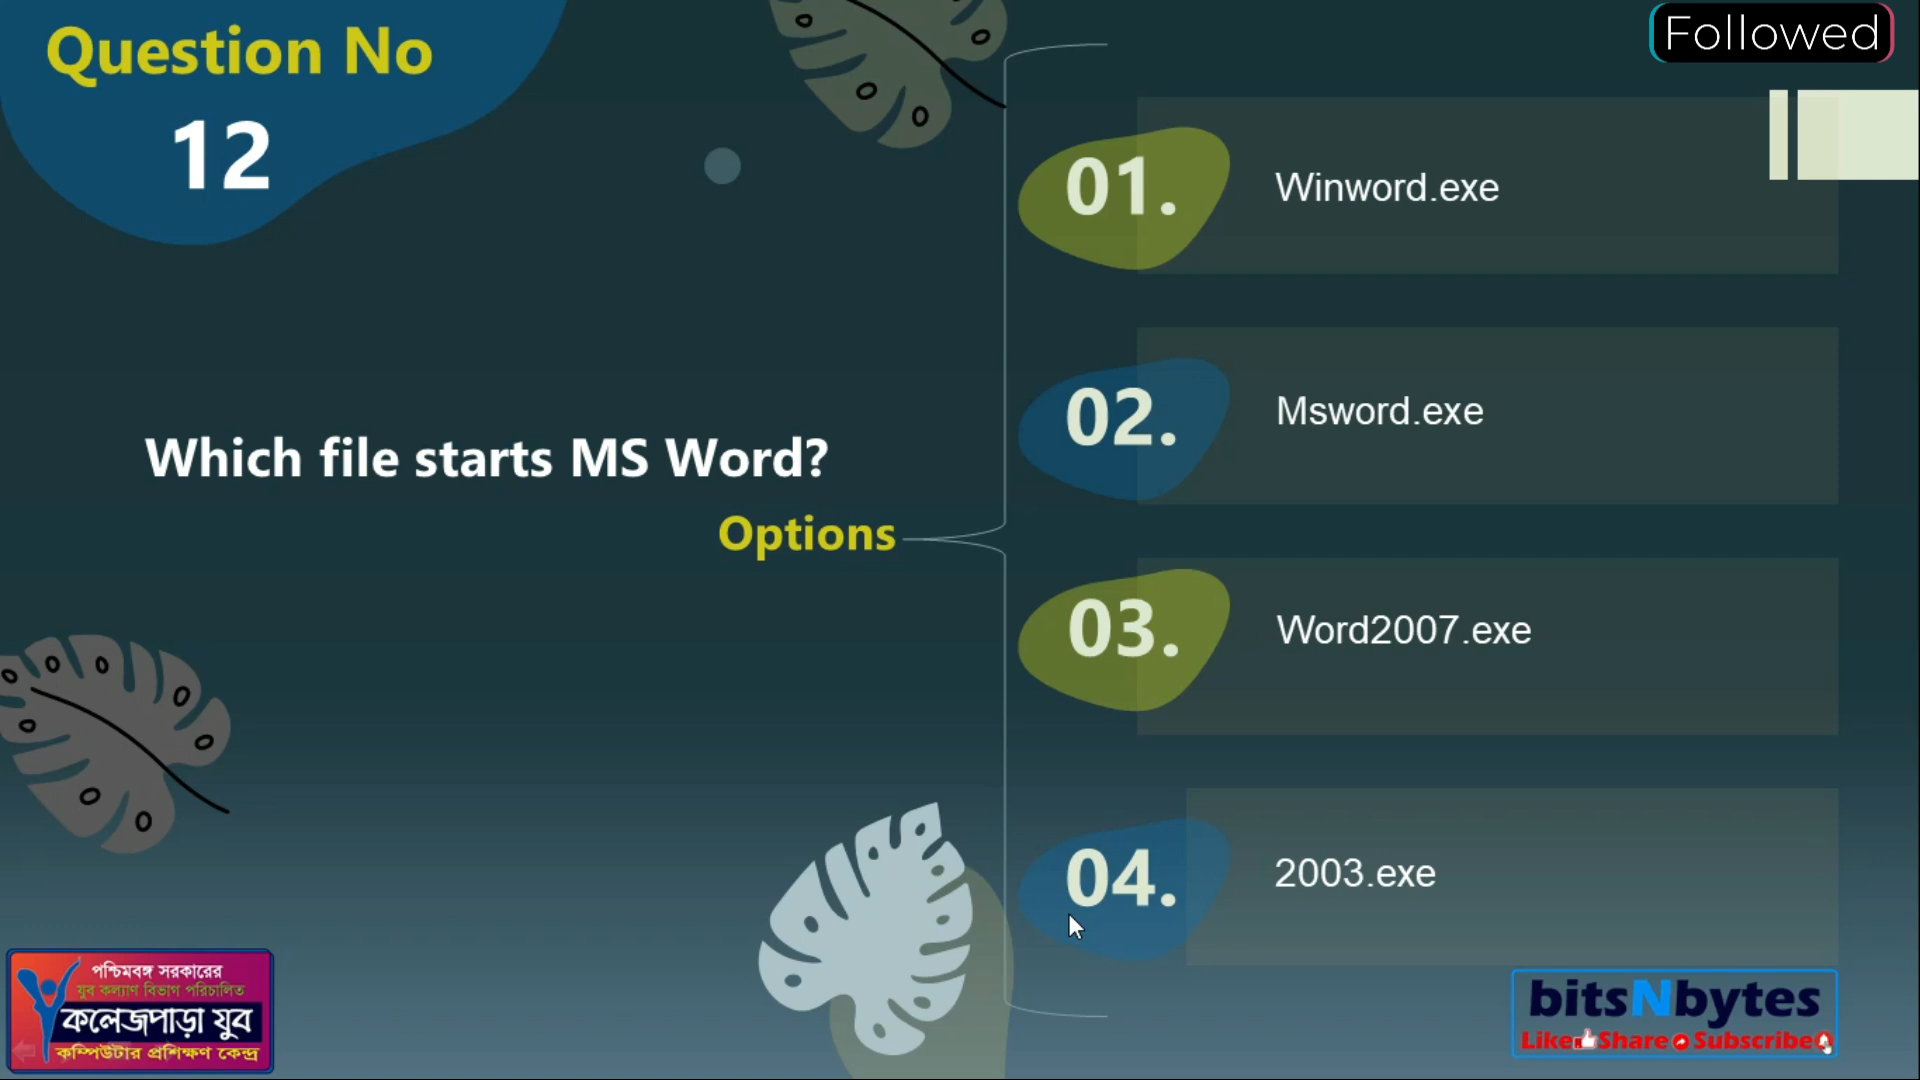 Question No
12
Followed
01.
Winword.exe
02.
Msword.exe
Which file starts MS Word?
Options
03.
Word2007.exe
04.
2003.exe
পশ্চিমবঙ্গ সরকারের
যুব কল্যাণ বিভাগ পরিচালিত
কলেজপাড়া যুব
কম্পিউটার প্রশিক্ষণ কেন্দ্র
bitsNbytes
Like Share Subscribe